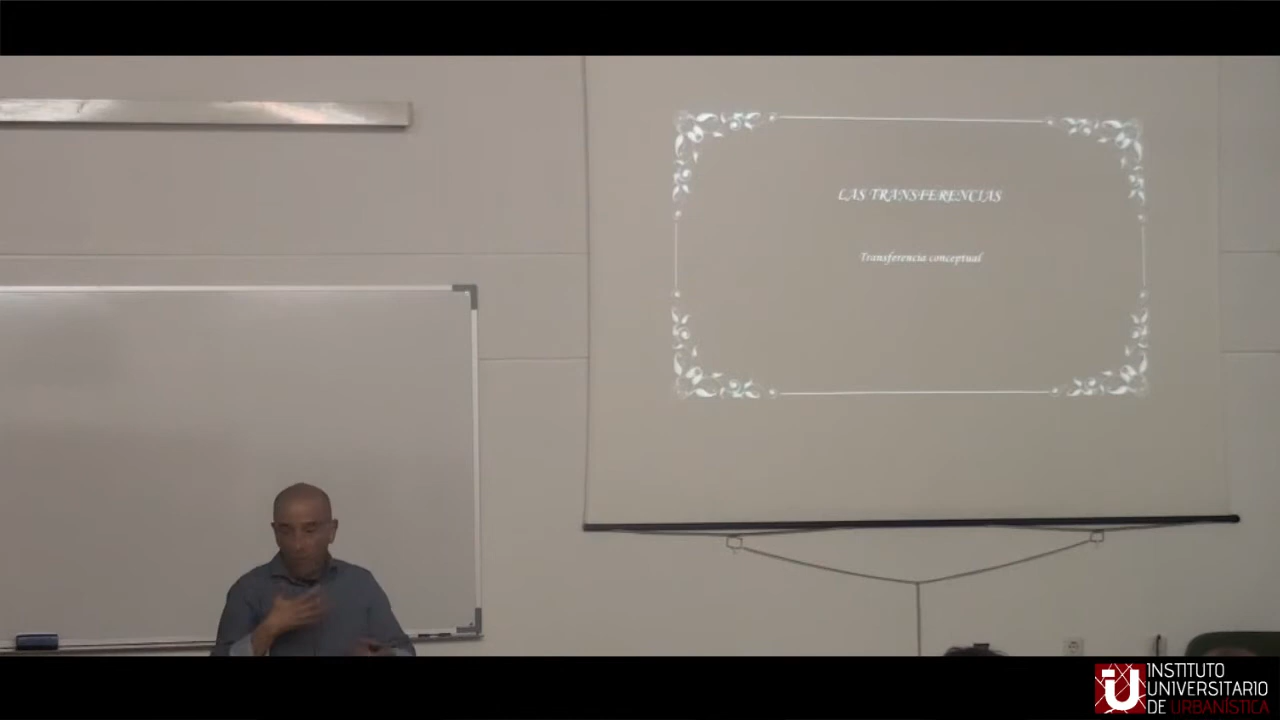 LAS TRANSFERENCIAS
Transferencia conceptual
INSTITUTO
UNIVERSITARIO
DE URBANÍSTICA